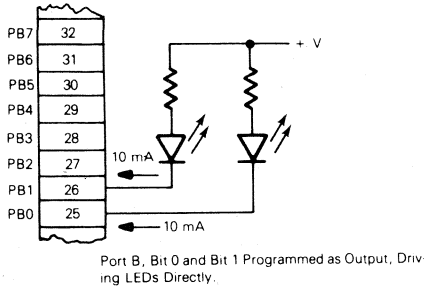 PB7 32
PB6 31
PB5 30
PB4 29
PB3 28
PB2 27
PB1 26
PB0 25
+ V
10 mA
10 mA
Port B, Bit 0 and Bit 1 Programmed as Output, Driv-
ing LEDs Directly.